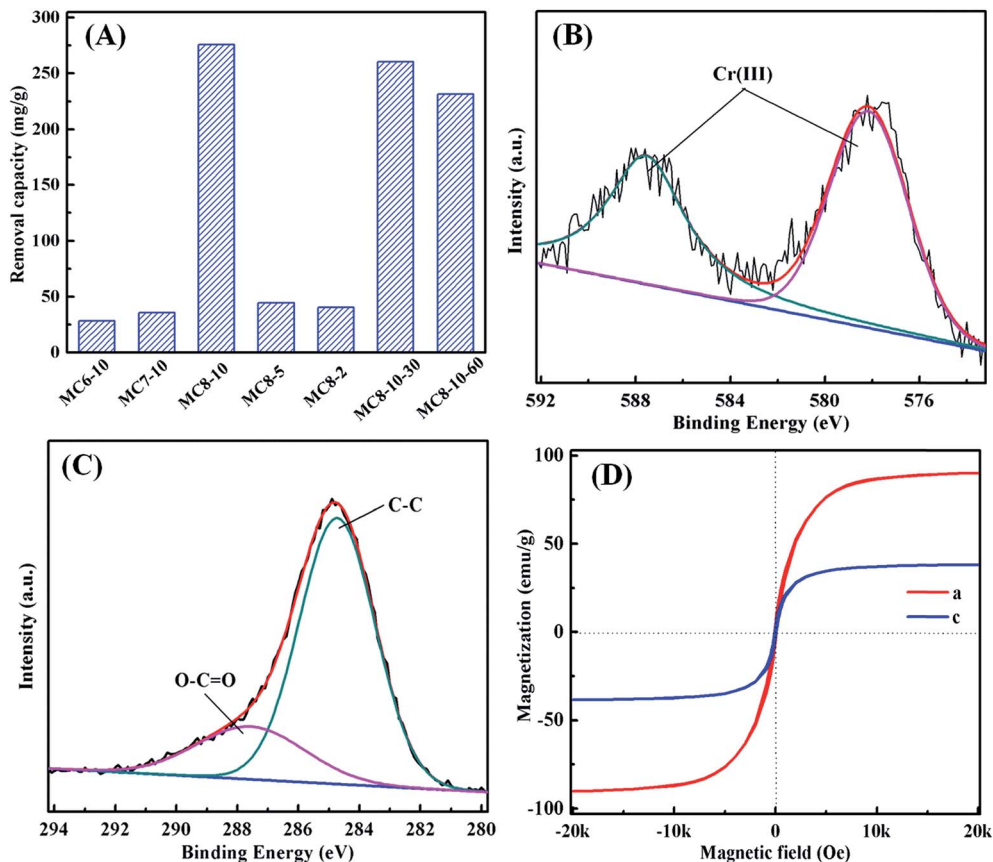 (A)
Removal capacity (mg/g)
300
250
200
150
100
50
0
MC6-10 MC7-10 MC8-10 MC8-5 MC8-2 MC8-10-30 MC8-10-60
(B)
Cr(III)
Intensity (a.u.)
592 588 584 580 576
Binding Energy (eV)
(C)
C-C
O-C=O
Intensity (a.u.)
294 292 290 288 286 284 282 280
Binding Energy (eV)
(D)
Magnetization (emu/g)
100
50
0
-50
-100
a
c
-20k -10k 0 10k 20k
Magnetic field (Oe)